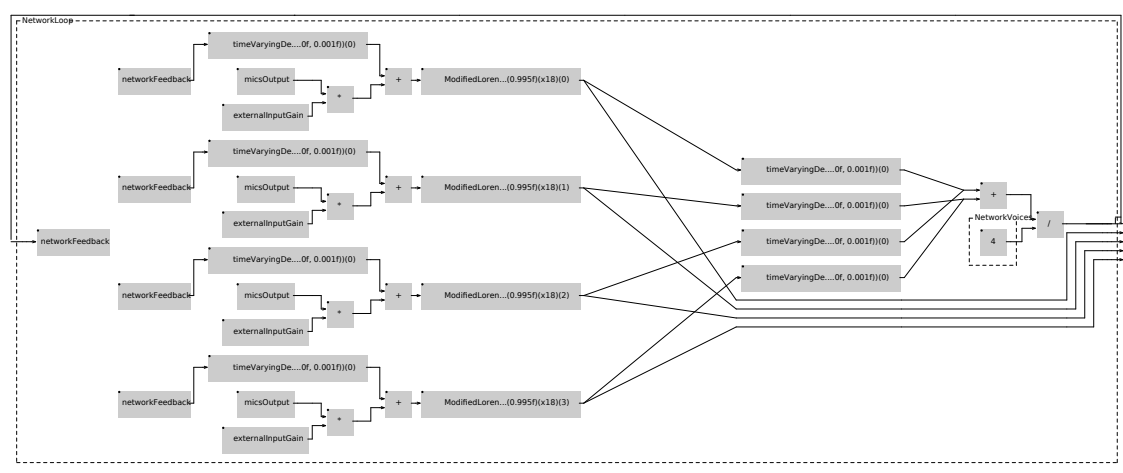 NetworkLoop
timeVaryingDe....0f, 0.001f))(0)
networkFeedback
micsOutput
*
+
ModifiedLoren...(0.995f)(x18)(0)
externalInputGain
timeVaryingDe....0f, 0.001f))(0)
networkFeedback
micsOutput
*
+
ModifiedLoren...(0.995f)(x18)(1)
externalInputGain
timeVaryingDe....0f, 0.001f))(0)
timeVaryingDe....0f, 0.001f))(0)
timeVaryingDe....0f, 0.001f))(0)
timeVaryingDe....0f, 0.001f))(0)
+
NetworkVoices
4
/
networkFeedback
timeVaryingDe....0f, 0.001f))(0)
networkFeedback
micsOutput
*
+
ModifiedLoren...(0.995f)(x18)(2)
externalInputGain
timeVaryingDe....0f, 0.001f))(0)
networkFeedback
micsOutput
*
+
ModifiedLoren...(0.995f)(x18)(3)
externalInputGain